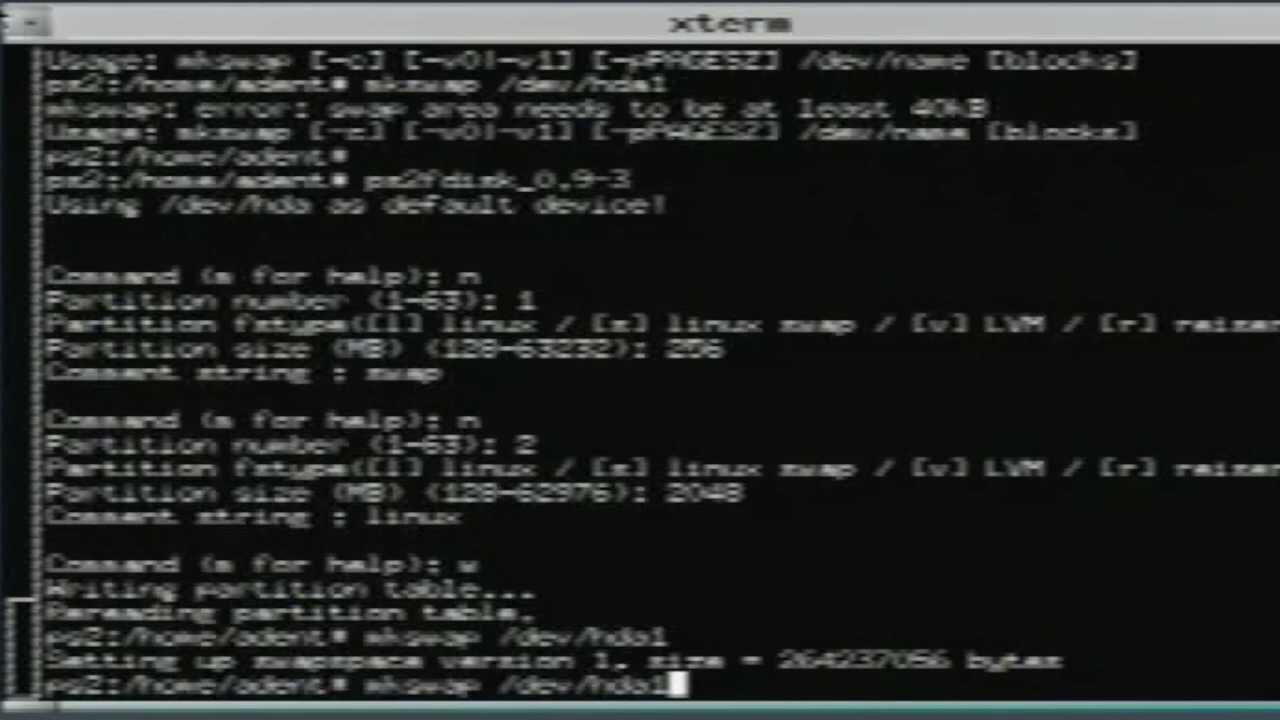 xterm
Usage: mkswap [-c] [-v0|-v1] [-pPAGESZ] /dev/name [blocks]
ps2:/home/adent# mkswap /dev/hda1
mkswap: error: swap area needs to be at least 40kB
Usage: mkswap [-c] [-v0|-v1] [-pPAGESZ] /dev/name [blocks]
ps2:/home/adent#
ps2:/home/adent# ps2fdisk_0.9-3
Using /dev/hda as default device!
Command (m for help): n
Partition number (1-63): 1
Partition fstype([l] linux / [s] linux swap / [v] LVM / [r] reiser
Partition size (MB) (128-63232): 256
Comment string : swap
Command (m for help): n
Partition number (1-63): 2
Partition fstype([l] linux / [s] linux swap / [v] LVM / [r] reiser
Partition size (MB) (128-62976): 2048
Comment string : linux
Command (m for help): w
Writing partition table...
Rereading partition table.
ps2:/home/adent# mkswap /dev/hda1
Setting up swapspace version 1, size = 264237056 bytes
ps2:/home/adent# mkswap /dev/hda1